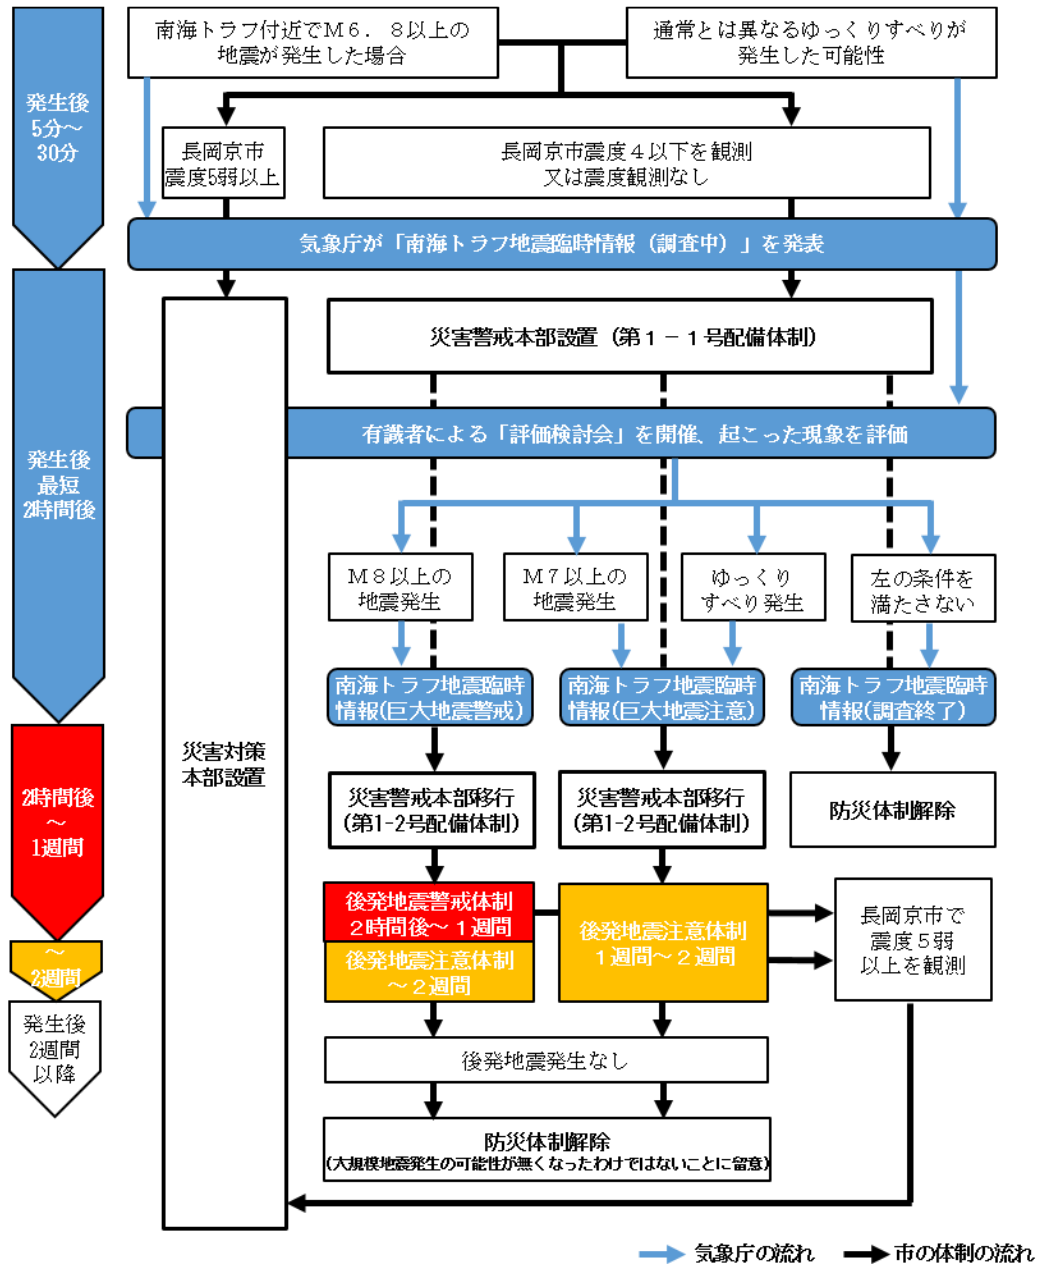 南海トラフ付近でＭ６．８以上の
地震が発生した場合
通常とは異なるゆっくりすべりが
発生した可能性
発生後
5分～
30分
長岡京市
震度5弱以上
長岡京市震度４以下を観測
又は震度観測なし
気象庁が「南海トラフ地震臨時情報（調査中）」を発表
災害警戒本部設置（第１－１号配備体制）
有識者による「評価検討会」を開催、起こった現象を評価
発生後
最短
2時間後
Ｍ８以上の
地震発生
Ｍ７以上の
地震発生
ゆっくり
すべり発生
左の条件を
満たさない
南海トラフ地震臨時
情報(巨大地震警戒)
南海トラフ地震臨時
情報(巨大地震注意)
南海トラフ地震臨時
情報(調査終了)
災害対策
本部設置
2時間後
～
1週間
災害警戒本部移行
(第1-2号配備体制)
災害警戒本部移行
(第1-2号配備体制)
防災体制解除
後発地震警戒体制
２時間後～１週間
後発地震注意体制
～２週間
後発地震注意体制
１週間～２週間
長岡京市で
震度５弱
以上を観測
～
2週間
発生後
2週間
以降
後発地震発生なし
防災体制解除
(大規模地震発生の可能性が無くなったわけではないことに留意)
気象庁の流れ
市の体制の流れ